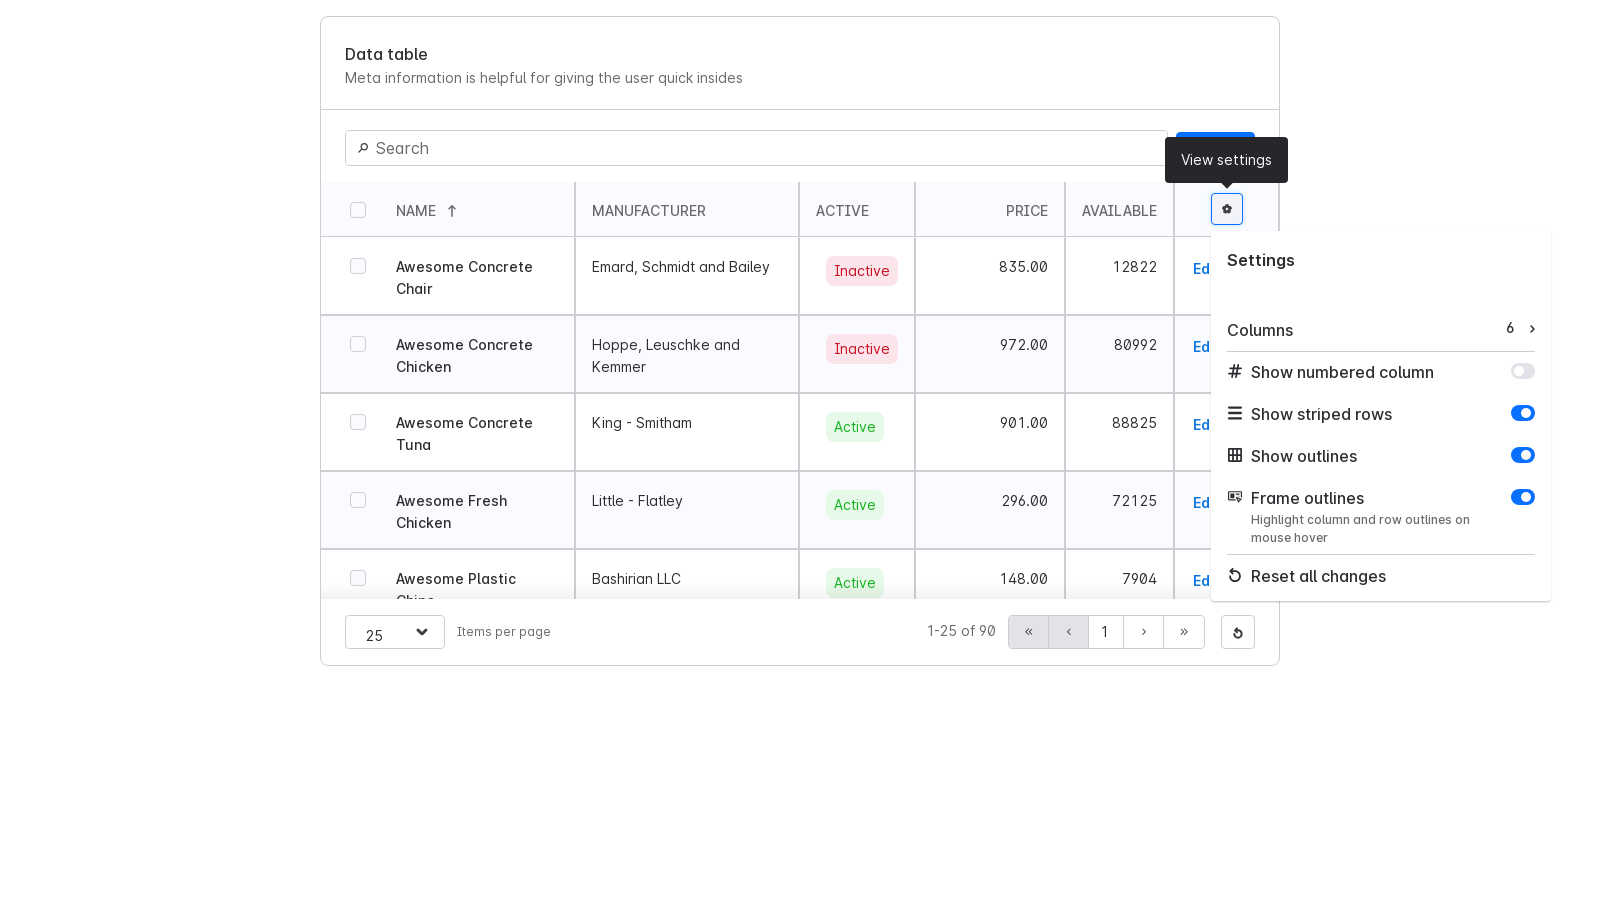 Data table
Meta information is helpful for giving the user quick insides
Search
View settings
NAME
MANUFACTURER
ACTIVE
PRICE
AVAILABLE
Awesome Concrete
Chair
Emard, Schmidt and Bailey
Inactive
835.00
12822
Ed
Awesome Concrete
Chicken
Hoppe, Leuschke and
Kemmer
Inactive
972.00
80992
Ed
Awesome Concrete
Tuna
King - Smitham
Active
901.00
88825
Ed
Awesome Fresh
Chicken
Little - Flatley
Active
296.00
72125
Ed
Awesome Plastic
Bashirian LLC
Active
148.00
7904
Ed
Settings
Columns
6
Show numbered column
Show striped rows
Show outlines
Frame outlines
Highlight column and row outlines on
mouse hover
Reset all changes
25
Items per page
1-25 of 90
« ‹ 1 › »